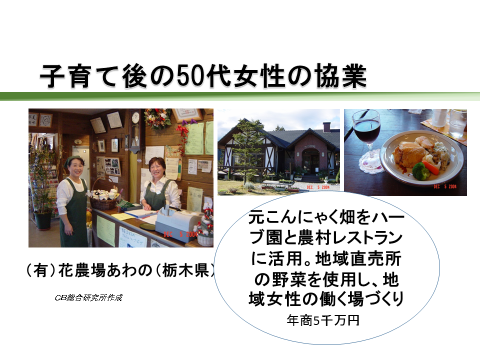 子育て後の50代女性の協業
元こんにゃく畑をハー
ブ園と農村レストラン
に活用。地域直売所
の野菜を使用し、地
域女性の働く場づくり
年商5千万円
(有)花農場あわの(栃木県)
CB総合研究所作成